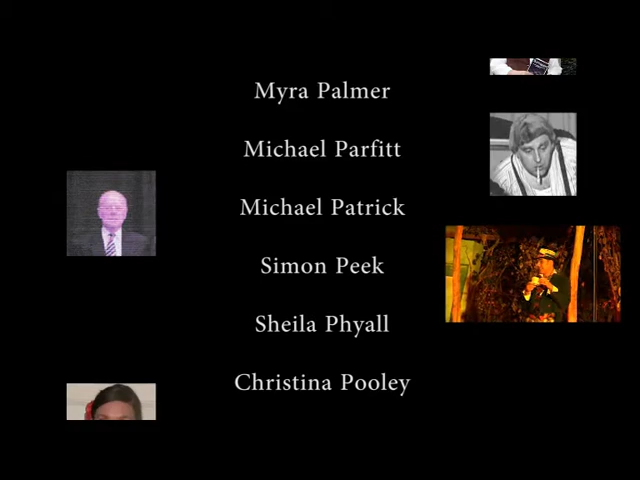 Myra Palmer
Michael Parfitt
Michael Patrick
Simon Peek
Sheila Phyall
Christina Pooley